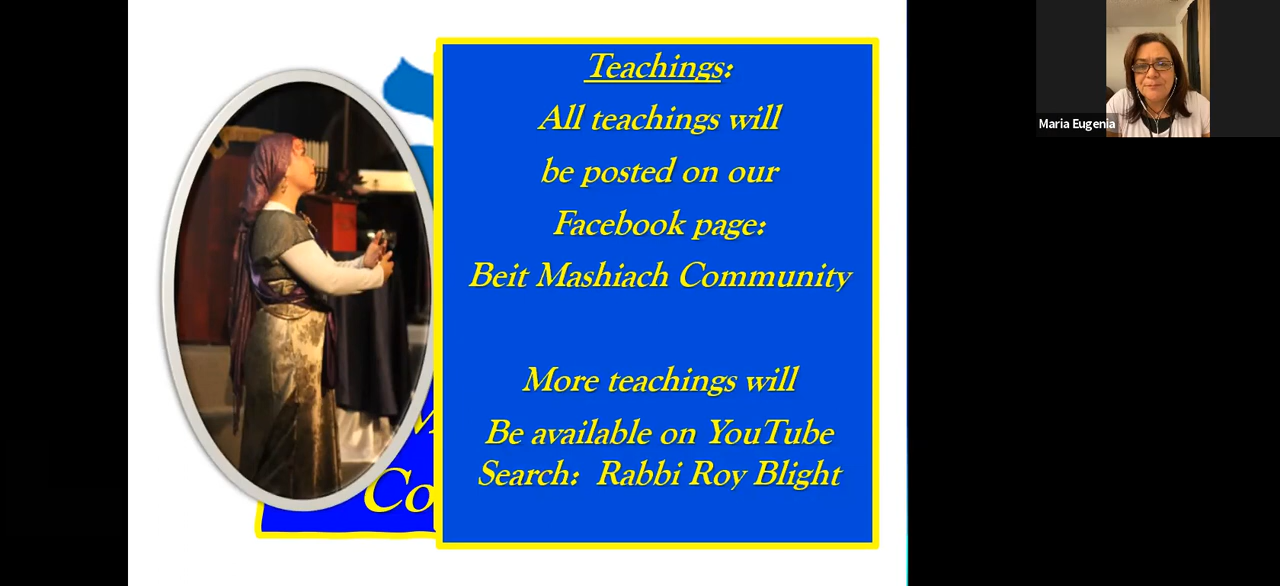 Teachings:
All teachings will
be posted on our
Facebook page:
Beit Mashiach Community
More teachings will
Be available on YouTube
Search: Rabbi Roy Blight
Co
Maria Eugenia